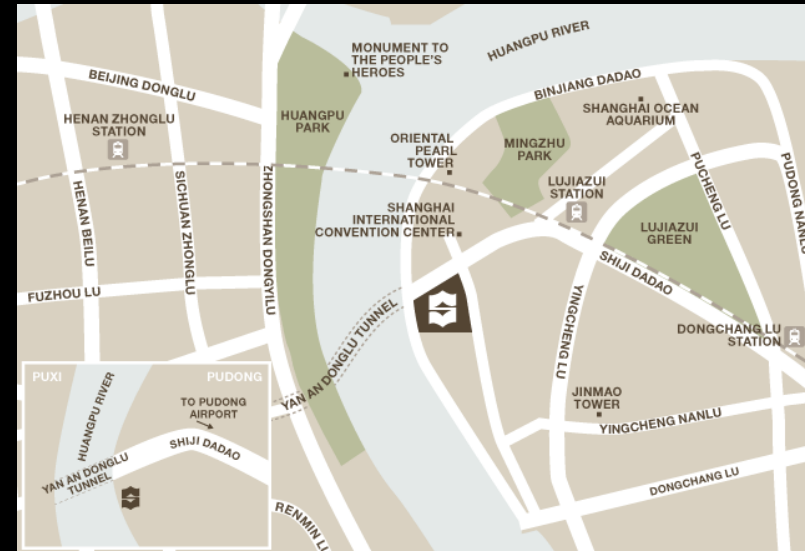 HUANGPU RIVER
MONUMENT TO
THE PEOPLE'S
HEROES
BEIJING DONGLU
BINJIANG DADAO
SHANGHAI OCEAN
AQUARIUM
HENAN ZHONGLU
STATION
HUANGPU
PARK
ORIENTAL
PEARL
TOWER
MINGZHU
PARK
LUJIAZUI
STATION
PUCHENG LU
PUDONG NANLU
HENAN BEILU
SICHUAN ZHONGLU
ZHONGSHAN DONGYILU
SHANGHAI
INTERNATIONAL
CONVENTION CENTER
LUJIAZUI
GREEN
SHIJI DADAO
FUZHOU LU
YAN AN DONGLU TUNNEL
YINGCHENG LU
DONGCHANG LU
STATION
PUXI
PUDONG
HUANGPU RIVER
TO PUDONG
AIRPORT
SHIJI DADAO
YAN AN DONGLU
TUNNEL
JINMAO
TOWER
YINGCHENG NANLU
DONGCHANG LU
RENMIN L